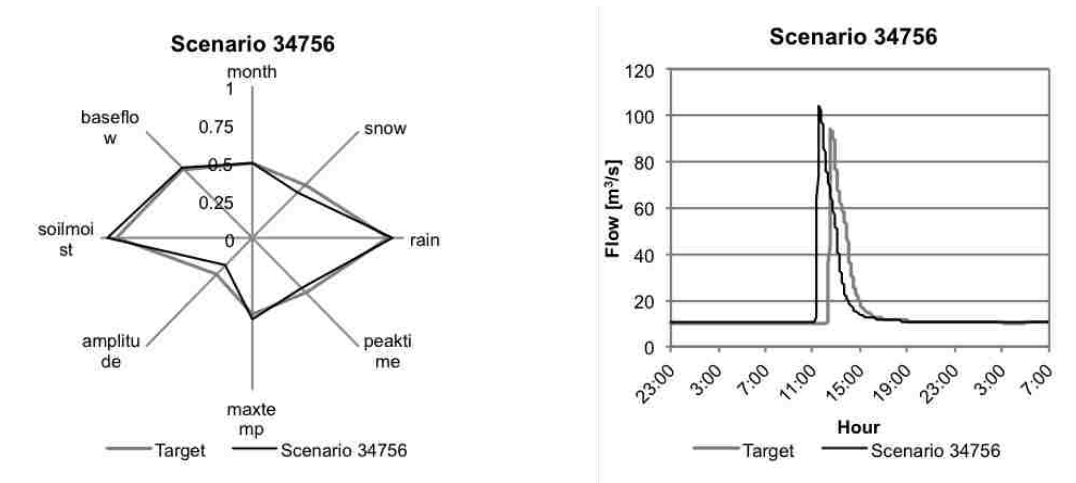 Scenario 34756
month
1
baseflo
w
snow
0.75
0.5
0.25
soilmoi
st
0
rain
amplitu
de
peakti
me
maxte
mp
Target
Scenario 34756
Scenario 34756
120
100
80
60
40
20
0
Flow [m³/s]
23:00
3:00
7:00
11:00
15:00
19:00
23:00
3:00
7:00
Hour
Target
Scenario 34756